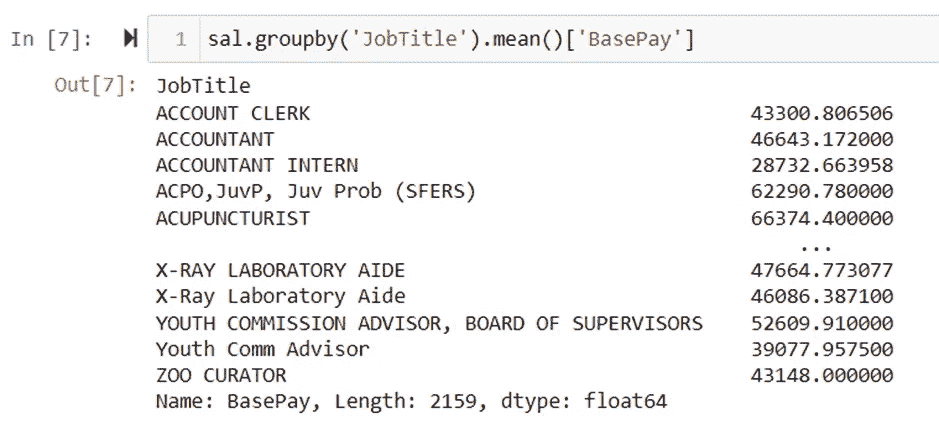 In [7]: 1 sal.groupby('JobTitle').mean()['BasePay']
Out[7]: JobTitle
ACCOUNT CLERK 43300.806506
ACCOUNTANT 46643.172000
ACCOUNTANT INTERN 28732.663958
ACPO,JuvP, Juv Prob (SFERS) 62290.780000
ACUPUNCTURIST 66374.400000
...
X-RAY LABORATORY AIDE 47664.773077
X-Ray Laboratory Aide 46086.387100
YOUTH COMMISSION ADVISOR, BOARD OF SUPERVISORS 52609.910000
Youth Comm Advisor 39077.957500
ZOO CURATOR 43148.000000
Name: BasePay, Length: 2159, dtype: float64